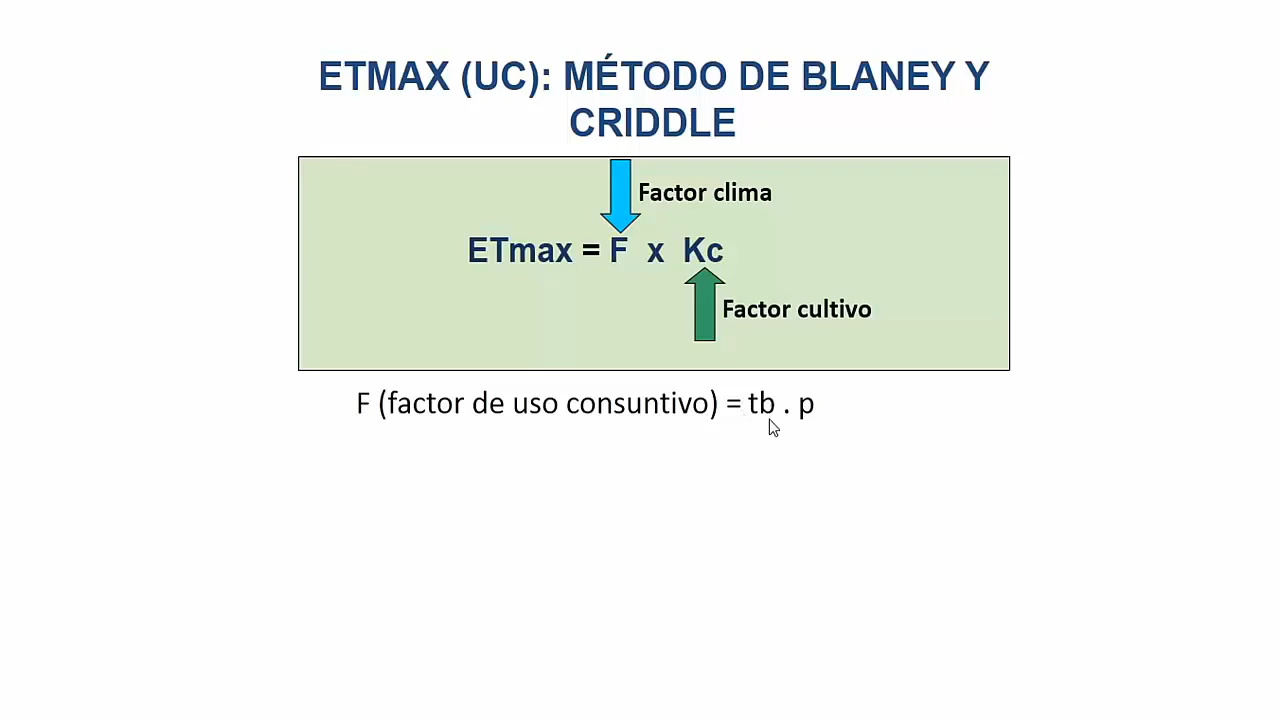 ETMAX (UC): MÉTODO DE BLANEY Y
CRIDDLE
Factor clima
ETmax = F x Kc
Factor cultivo
F (factor de uso consuntivo) = tb . p